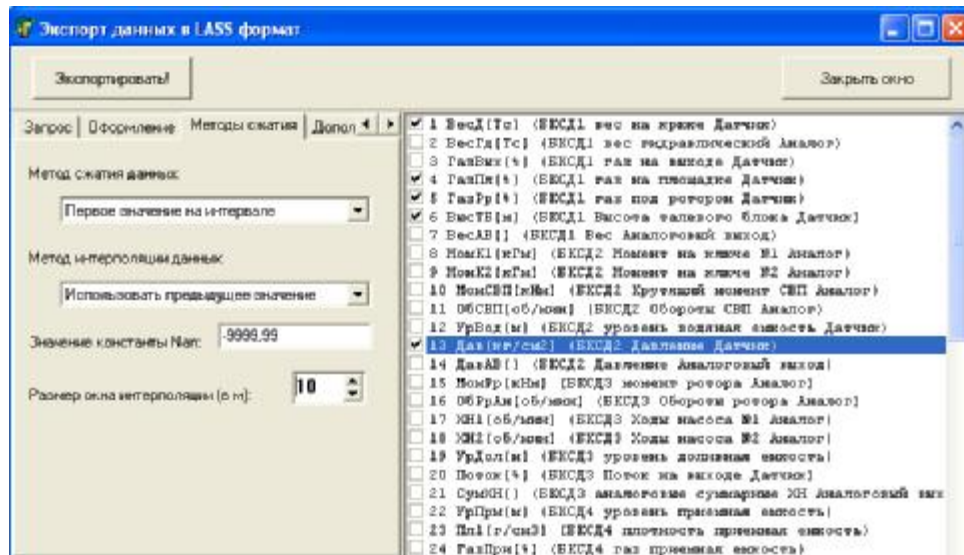 Экспорт данных в LASS формат
Экспортировать!
Закрыть окно
Запрос Оформление Методы сжатия Допол
Метод сжатия данных:
Первое значение на интервале
Метод интерполяции данных:
Использовать предыдущее значение
Значение константы Nan: -9999,99
Размер окна интерполяции (в м): 10
1 ВесД[Тс] (БКСД1 вес на крюке Датчик)
2 ВесГд[Тс] (БКСД1 вес гидравлический Аналог)
3 ГазВых[%] (БКСД1 газ на выходе Датчик)
4 ГазПл[%] (БКСД1 газ на площадке Датчик)
5 ГазРр[%] (БКСД1 газ под ротором Датчик)
6 ВысТБ[м] (БКСД1 Высота талевого блока Датчик)
7 ВесАВ[] (БКСД1 Вес Аналоговый выход)
8 МомК1[кГм] (БКСД2 Момент на ключе №1 Аналог)
9 МомК2[кГм] (БКСД2 Момент на ключе №2 Аналог)
10 МомСВП[кНм] (БКСД2 Крутящий момент СВП Аналог)
11 ОбСВП[об/мин] (БКСД2 Обороты СВП Аналог)
12 УрВод[м] (БКСД2 уровень водяная емкость Датчик)
13 Дав[кг/см2] (БКСД2 Давление Датчик)
14 ДавАВ[] (БКСД2 Давление Аналоговый выход)
15 МомРр[кНм] (БКСД3 момент ротора Аналог)
16 ОбРрАн[об/мин] (БКСД3 Обороты ротора Аналог)
17 ХН1[об/мин] (БКСД3 Ходы насоса №1 Аналог)
18 ХН2[об/мин] (БКСД3 Ходы насоса №2 Аналог)
19 УрДол[м] (БКСД3 уровень доливная емкость)
20 Поток[%] (БКСД3 Поток на выходе Датчик)
21 СумХН() (БКСД3 аналоговые суммарные ХН Аналоговый вых
22 УрПрм[м] (БКСД4 уровень приемная емкость)
23 Пл1[г/см3] (БКСД4 плотность приемная емкость)
24 ГазПрм[%] (БКСД4 газ приемная емкость)